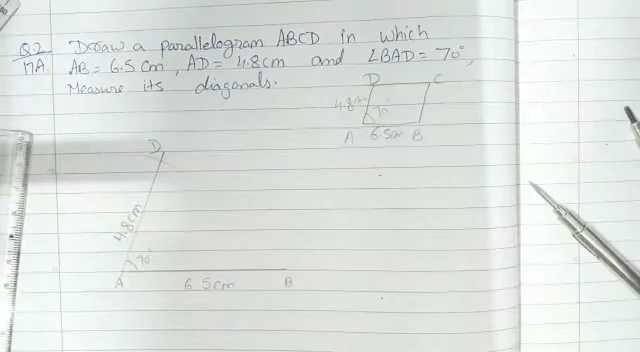 Q.2 Draw a parallelogram ABCD in which
17A AB = 6.5 cm, AD = 4.8cm and ∠BAD = 70°,
Measure its diagonals.
D C
4.8cm 70°
A 6.5cm B
D
4.8cm
70°
A 6.5cm B